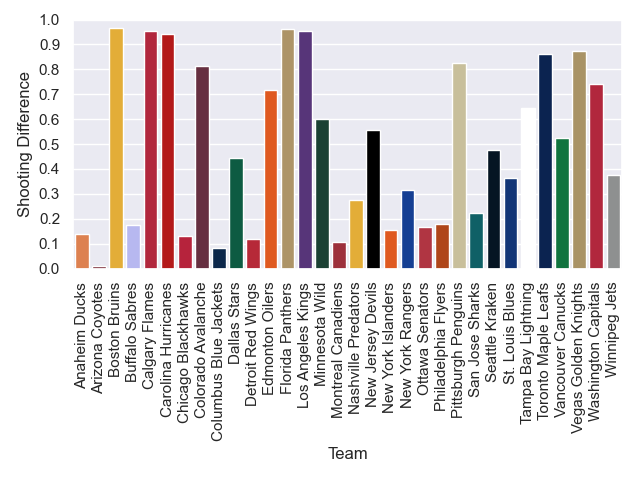 1.0
0.9
0.8
0.7
0.6
0.5
0.4
0.3
0.2
0.1
0.0
Shooting Difference
Anaheim Ducks
Arizona Coyotes
Boston Bruins
Buffalo Sabres
Calgary Flames
Carolina Hurricanes
Chicago Blackhawks
Colorado Avalanche
Columbus Blue Jackets
Dallas Stars
Detroit Red Wings
Edmonton Oilers
Florida Panthers
Los Angeles Kings
Minnesota Wild
Montreal Canadiens
Nashville Predators
New Jersey Devils
New York Islanders
New York Rangers
Ottawa Senators
Philadelphia Flyers
Pittsburgh Penguins
San Jose Sharks
Seattle Kraken
St. Louis Blues
Tampa Bay Lightning
Toronto Maple Leafs
Vancouver Canucks
Vegas Golden Knights
Washington Capitals
Winnipeg Jets
Team